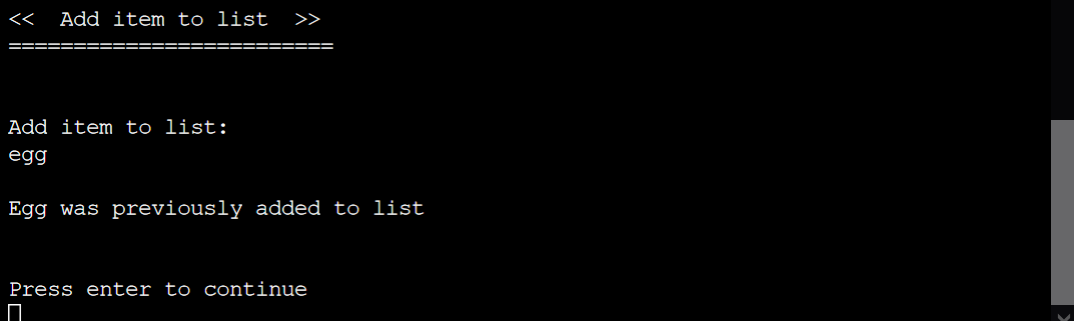 <<  Add item to list  >>
=========================
Add item to list:
egg
Egg was previously added to list
Press enter to continue